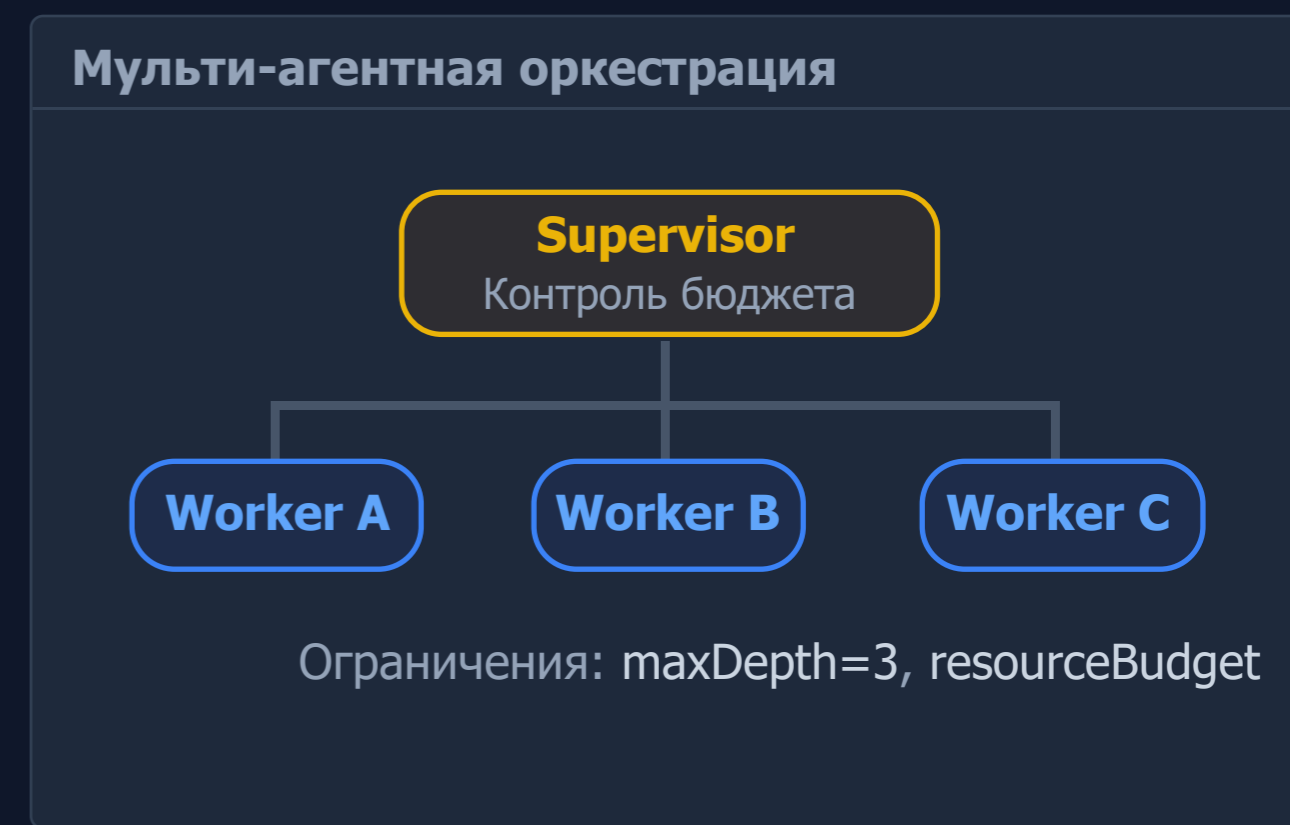 Мульти-агентная оркестрация
Supervisor
Контроль бюджета
Worker A
Worker B
Worker C
Ограничения: maxDepth=3, resourceBudget